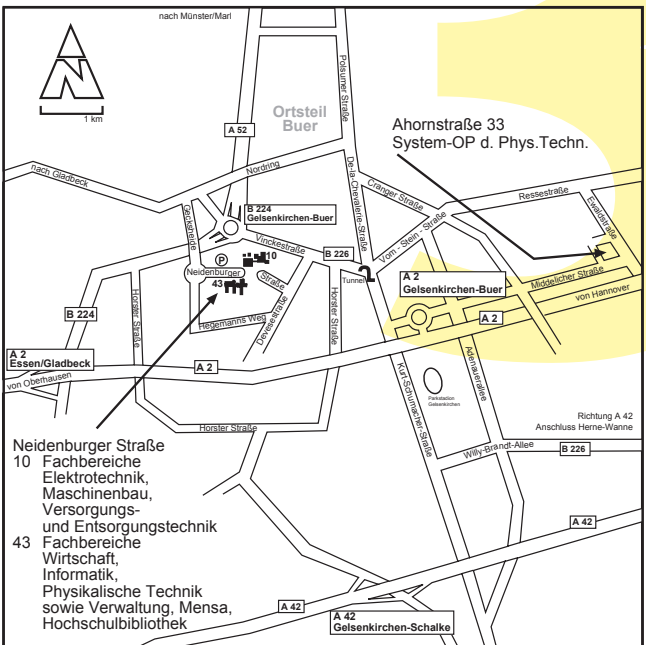 nach Münster/Marl
N
1 km
Ortsteil
Buer
Polsumer Straße
A 52
Ahornstraße 33
System-OP d. Phys.Techn.
Nordring
nach Gladbeck
De-la-Chevalerie-Straße
Cranger Straße
Ressestraße
Ewaldstraße
B 224
Gelsenkirchen-Buer
Gecksheide
Vinckestraße
Vom - Stein - Straße
B 226
10
P
Neidenburger
Straße
43
Tunnel
A 2
Gelsenkirchen-Buer
Middelicher Straße
von Hannover
B 224
Horster Straße
Hegemanns Weg
Devesestraße
Horster Straße
A 2
A 2
Essen/Gladbeck
A 2
von Oberhausen
Kurt-Schumacher-Straße
Adenauerallee
Parkstadion
Gelsenkirchen
Richtung A 42
Anschluss Herne-Wanne
Horster Straße
Willy-Brandt-Allee
B 226
Neidenburger Straße
10 Fachbereiche
Elektrotechnik,
Maschinenbau,
Versorgungs-
und Entsorgungstechnik
43 Fachbereiche
Wirtschaft,
Informatik,
Physikalische Technik
sowie Verwaltung, Mensa,
Hochschulbibliothek
A 42
A 42
A 42
Gelsenkirchen-Schalke